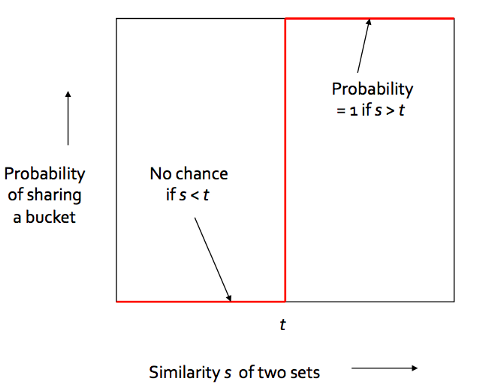 Probability
= 1 if s > t
Probability
of sharing
a bucket
No chance
if s < t
t
Similarity s of two sets